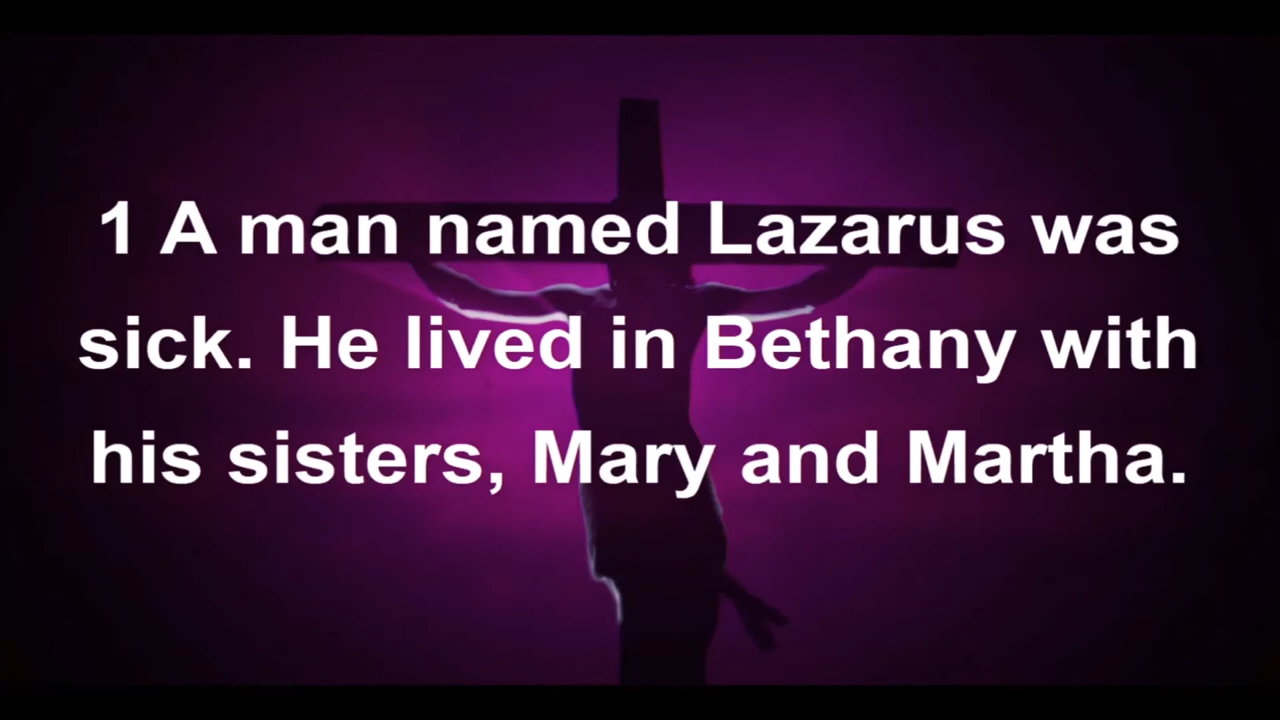 1 A man named Lazarus was
sick. He lived in Bethany with
his sisters, Mary and Martha.